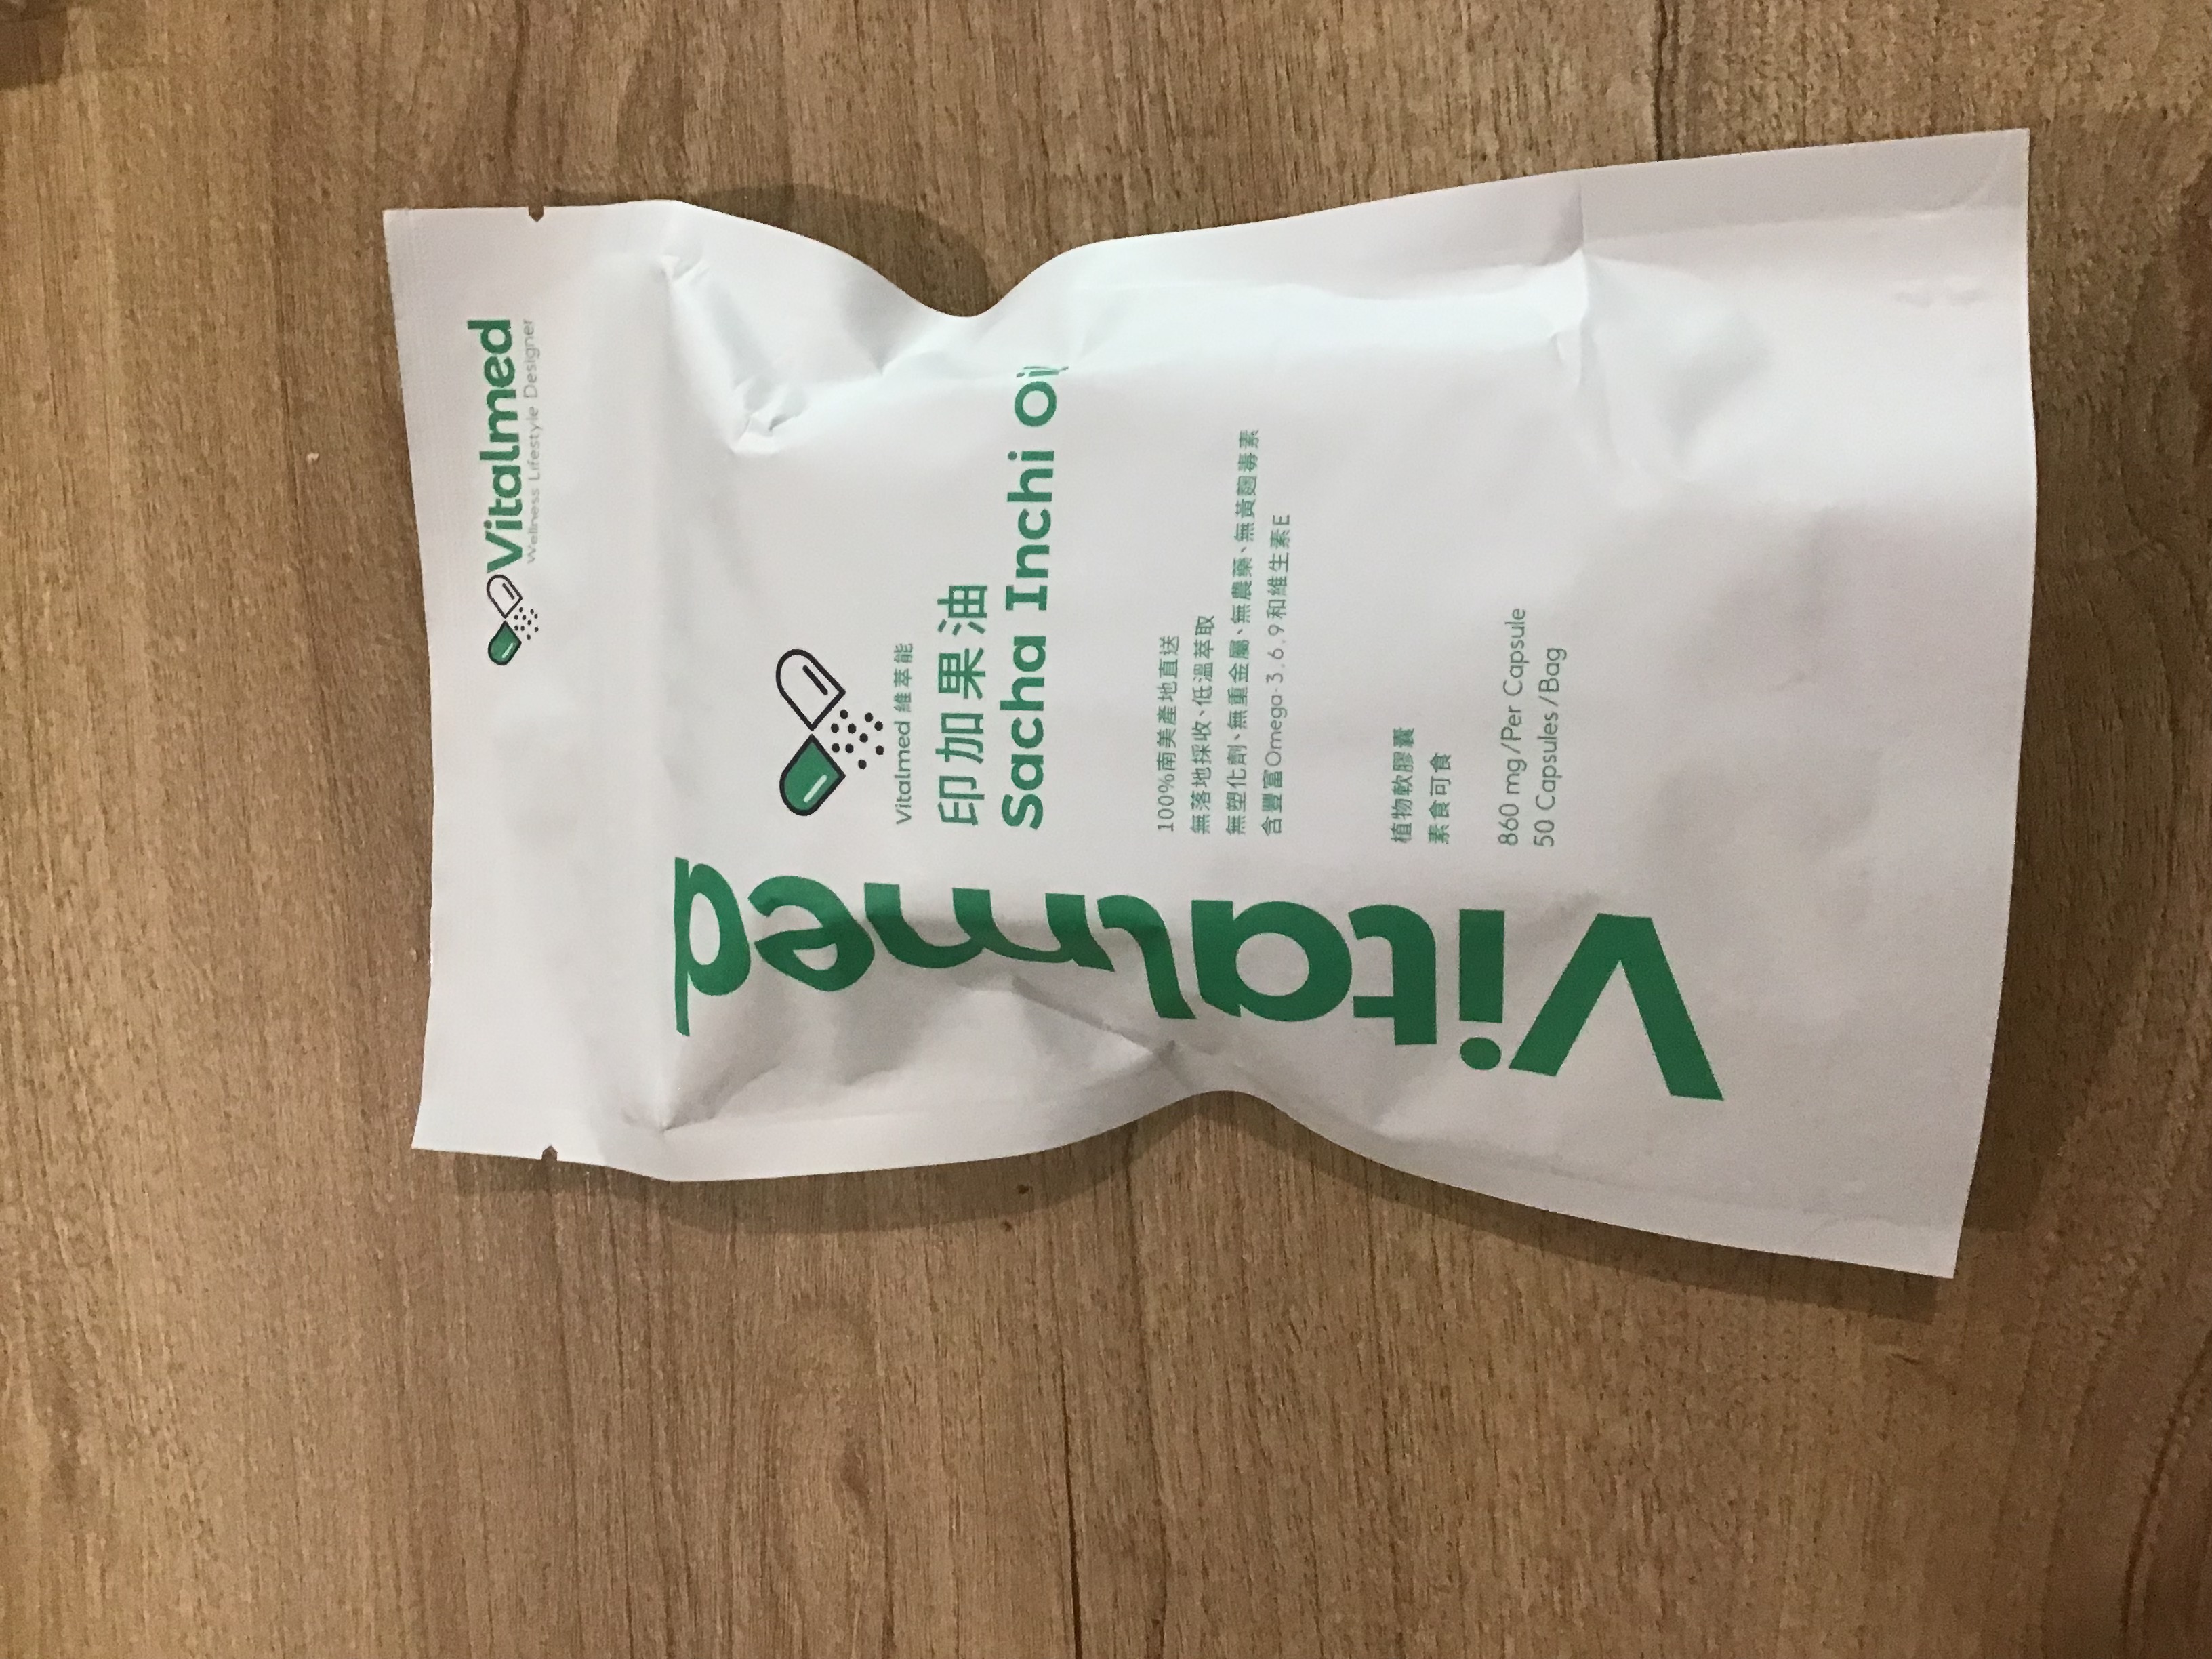 Vitalmed
Wellness Lifestyle Designer
Vitalmed 維萃能
印加果油
Sacha Inchi Oil
100%南美產地直送
無落地採收、低溫萃取
無塑化劑、無重金屬、無農藥、無黃麴毒素
含豐富Omega-3.6.9和維生素E
植物軟膠囊
素食可食
860 mg/Per Capsule
50 Capsules/Bag
Vitalmed